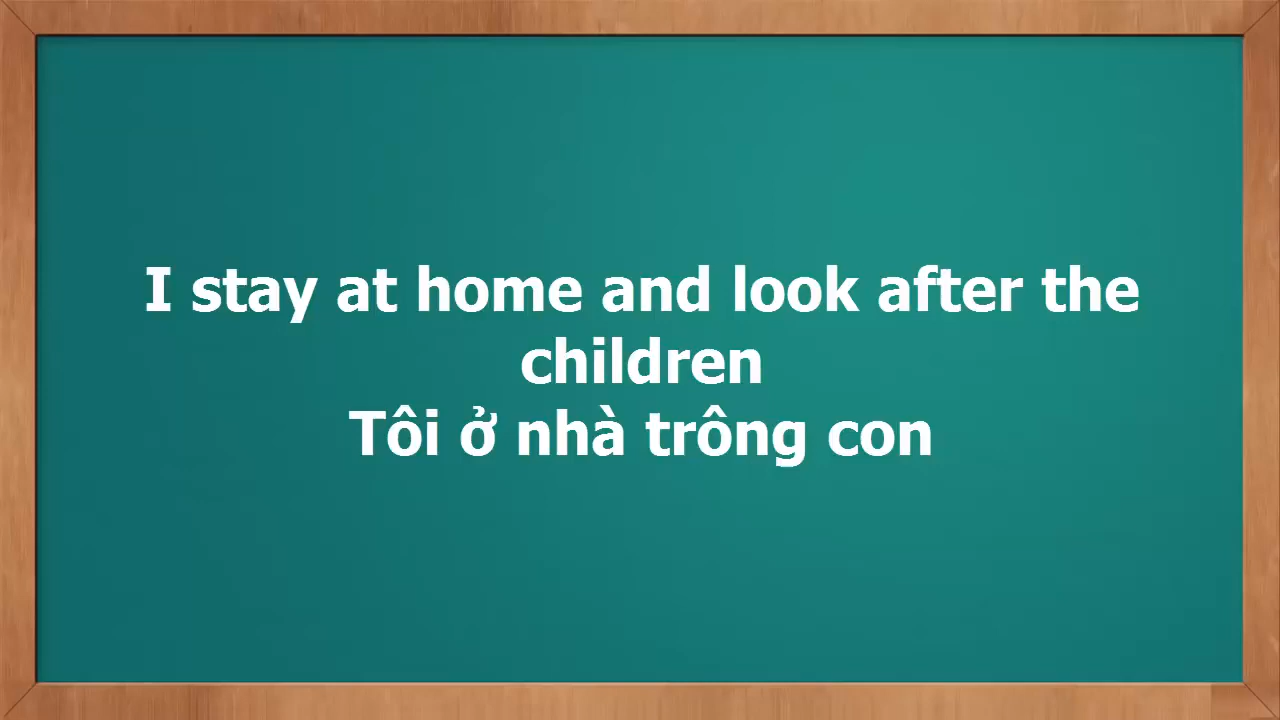 I stay at home and look after the
children
Tôi ở nhà trông con